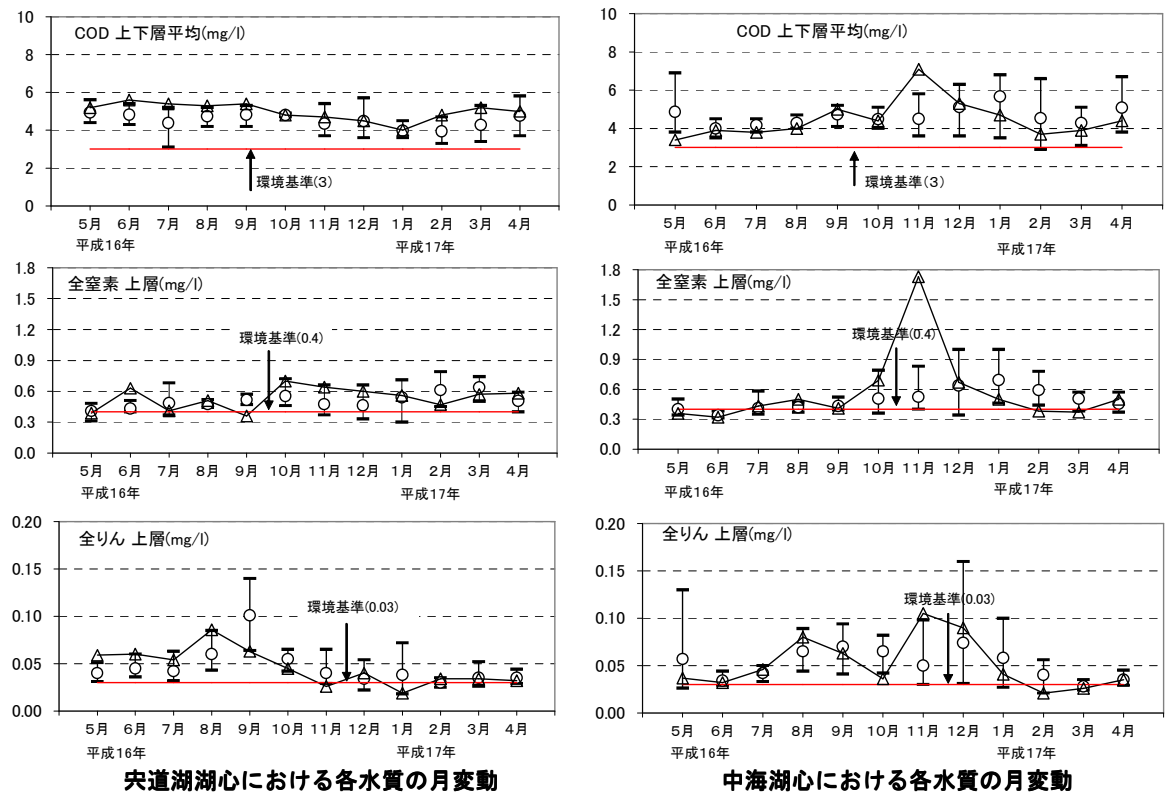 COD 上下層平均(mg/l)
10
8
6
4
2
0
環境基準(3)
5月 6月 7月 8月 9月 10月 11月 12月 1月 2月 3月 4月
平成16年 平成17年
全窒素 上層(mg/l)
1.8
1.5
1.2
0.9
0.6
0.3
0.0
環境基準(0.4)
5月 6月 7月 8月 9月 10月 11月 12月 1月 2月 3月 4月
平成16年 平成17年
全りん 上層(mg/l)
0.20
0.15
0.10
0.05
0.00
環境基準(0.03)
5月 6月 7月 8月 9月 10月 11月 12月 1月 2月 3月 4月
平成16年 平成17年
宍道湖湖心における各水質の月変動
COD 上下層平均(mg/l)
10
8
6
4
2
0
環境基準(3)
5月 6月 7月 8月 9月 10月 11月 12月 1月 2月 3月 4月
平成16年 平成17年
全窒素 上層(mg/l)
1.8
1.5
1.2
0.9
0.6
0.3
0.0
環境基準(0.4)
5月 6月 7月 8月 9月 10月 11月 12月 1月 2月 3月 4月
平成16年 平成17年
全りん 上層(mg/l)
0.20
0.15
0.10
0.05
0.00
環境基準(0.03)
5月 6月 7月 8月 9月 10月 11月 12月 1月 2月 3月 4月
平成16年 平成17年
中海湖心における各水質の月変動